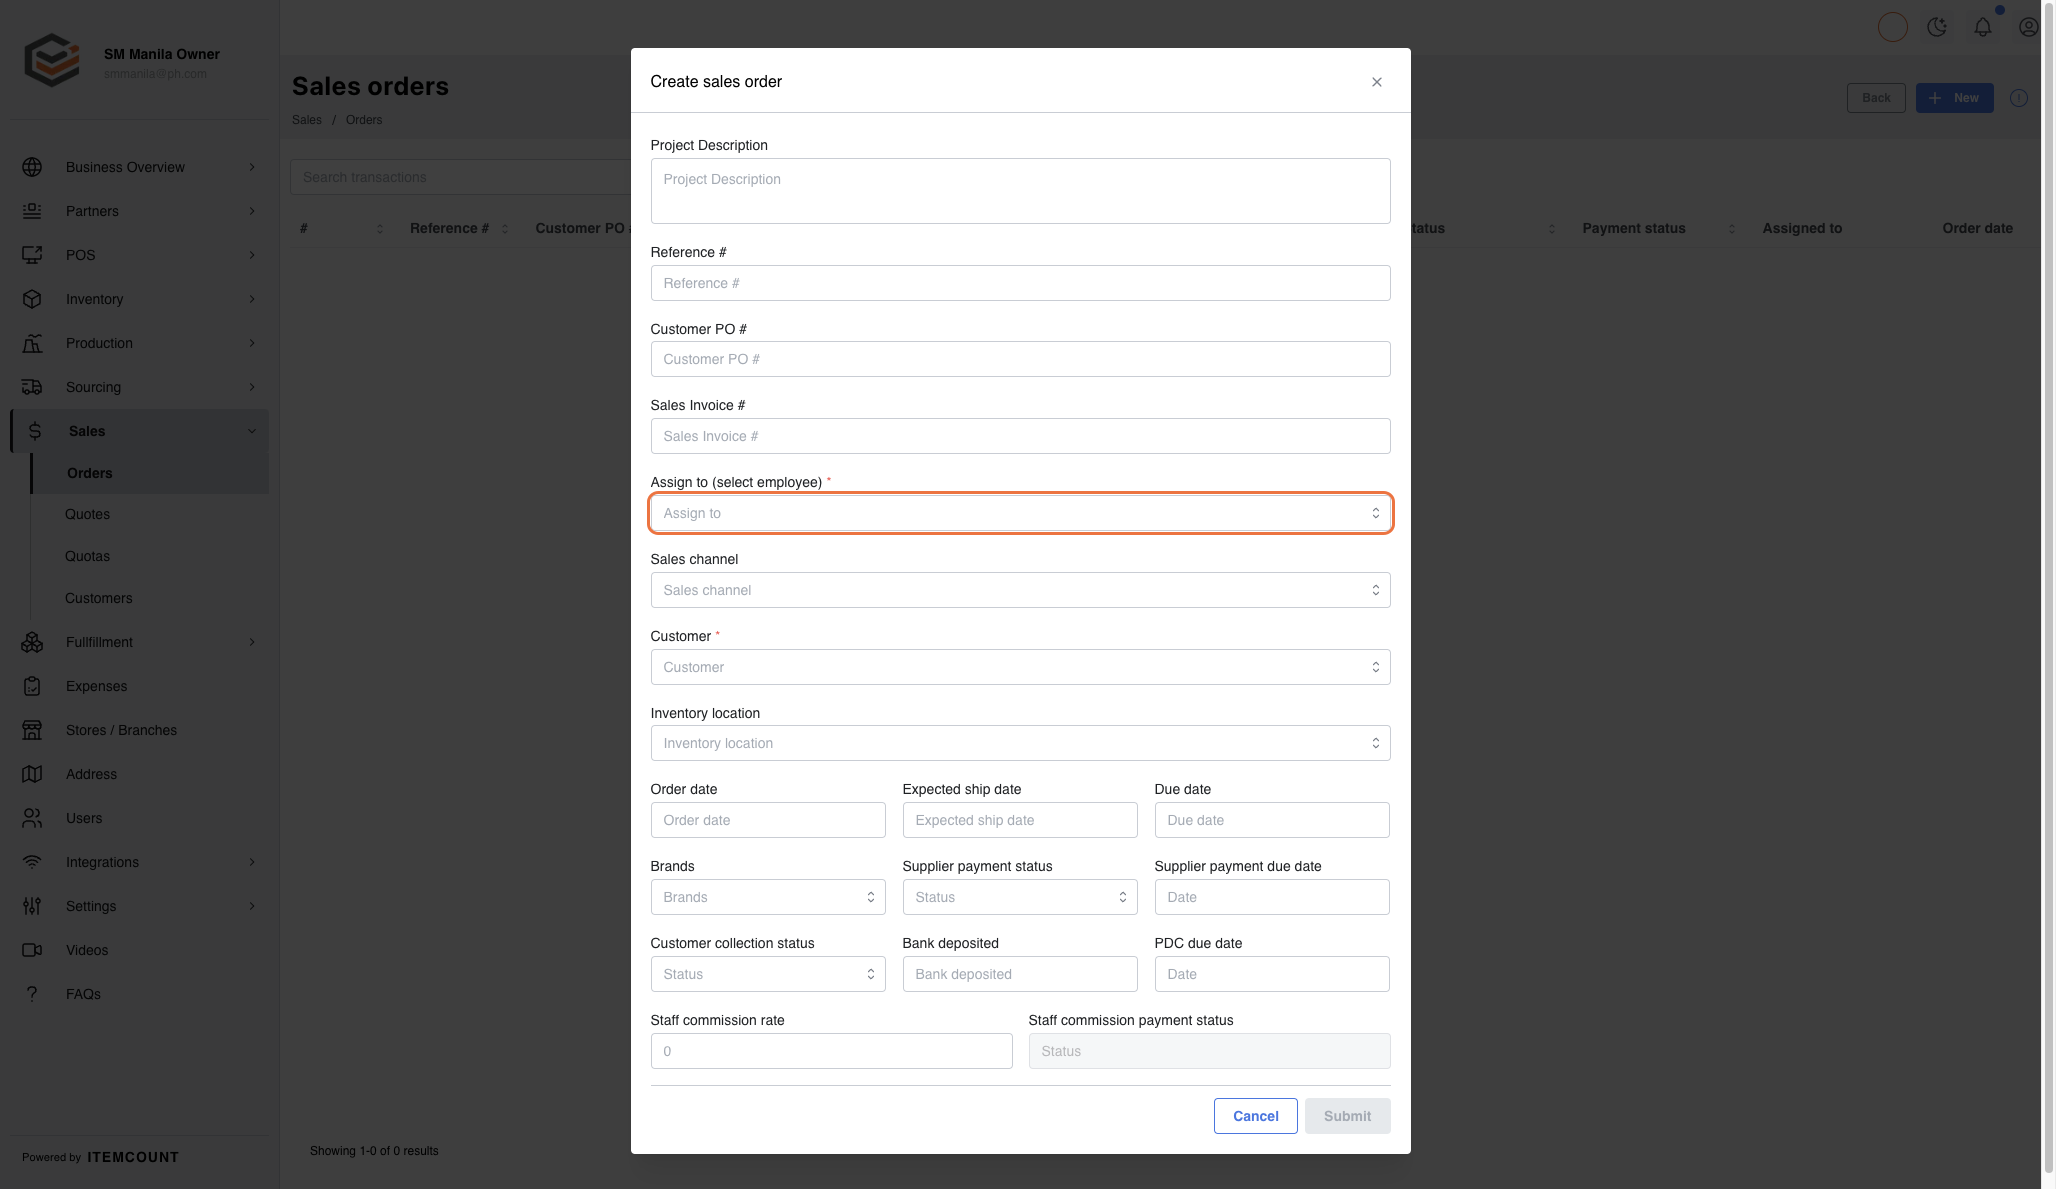 SM Manila Owner
smmanila@ph.com
Business Overview
Partners
POS
Inventory
Production
Sourcing
Sales
Orders
Quotes
Quotas
Customers
Fullfillment
Expenses
Stores / Branches
Address
Users
Integrations
Settings
Videos
FAQs
Powered by ITEMCOUNT
Sales orders
Sales / Orders
Back
+ New
Search transactions
# Reference # Customer PO # tatus Payment status Assigned to Order date
Showing 1-0 of 0 results
Create sales order
Project Description
Project Description
Reference #
Reference #
Customer PO #
Customer PO #
Sales Invoice #
Sales Invoice #
Assign to (select employee) *
Assign to
Sales channel
Sales channel
Customer *
Customer
Inventory location
Inventory location
Order date Expected ship date Due date
Order date Expected ship date Due date
Brands Supplier payment status Supplier payment due date
Brands Status Date
Customer collection status Bank deposited PDC due date
Status Bank deposited Date
Staff commission rate Staff commission payment status
0 Status
Cancel Submit